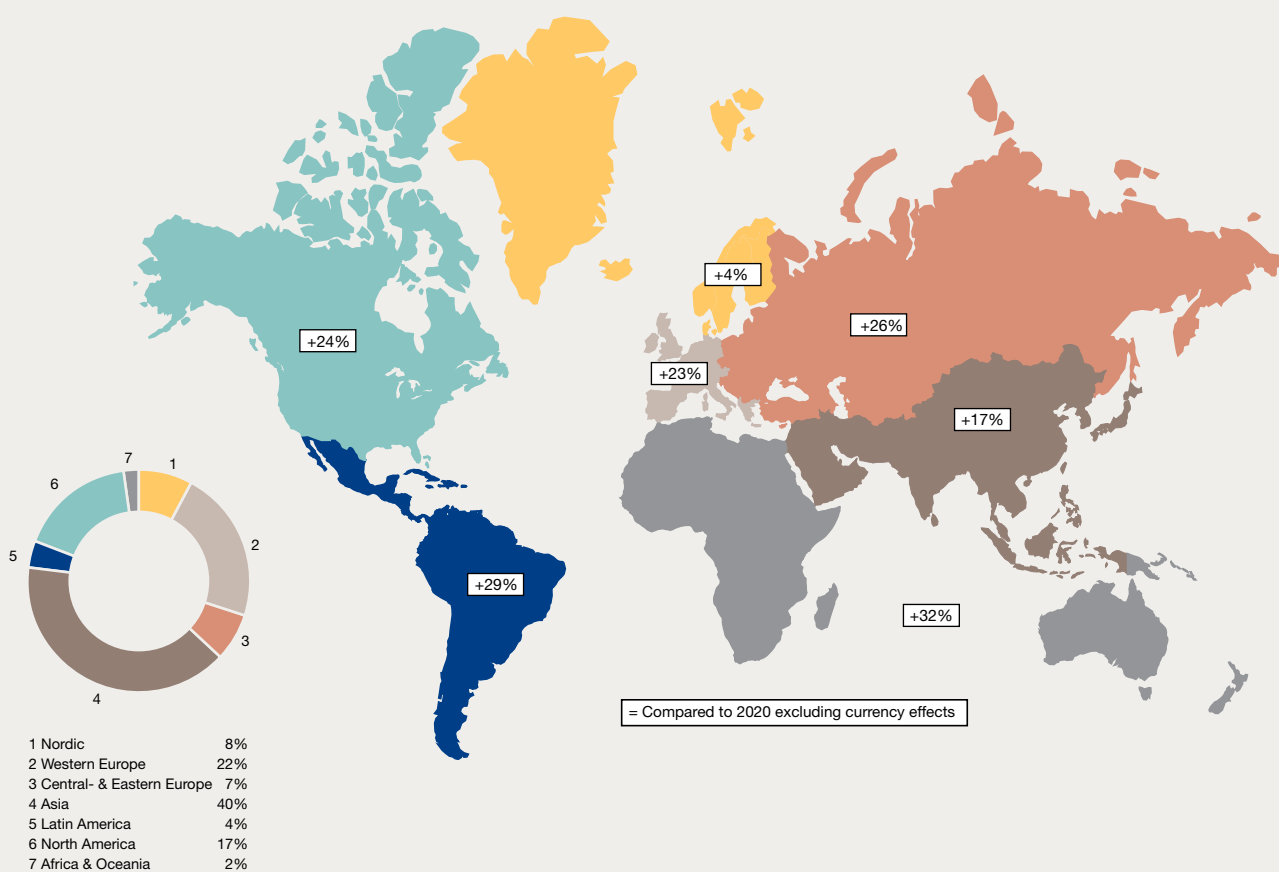 +4%
+26%
+24%
+23%
+17%
+29%
+32%
= Compared to 2020 excluding currency effects
7
1
6
2
5
3
4
1 Nordic 8%
2 Western Europe 22%
3 Central- & Eastern Europe 7%
4 Asia 40%
5 Latin America 4%
6 North America 17%
7 Africa & Oceania 2%